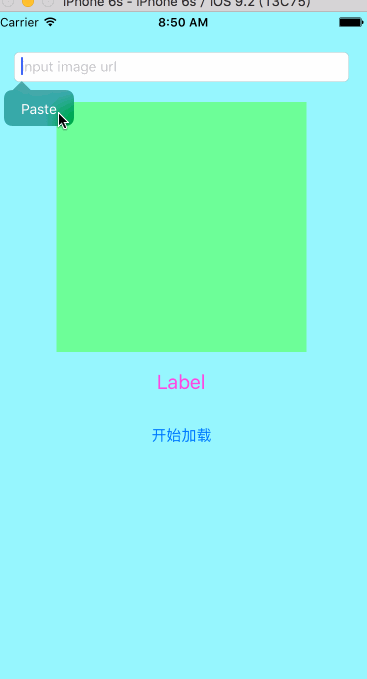 iPhone 6s - iPhone 6s / iOS 9.2 (13C75)
Carrier 8:50 AM
input image url
Paste
Label
开始加载